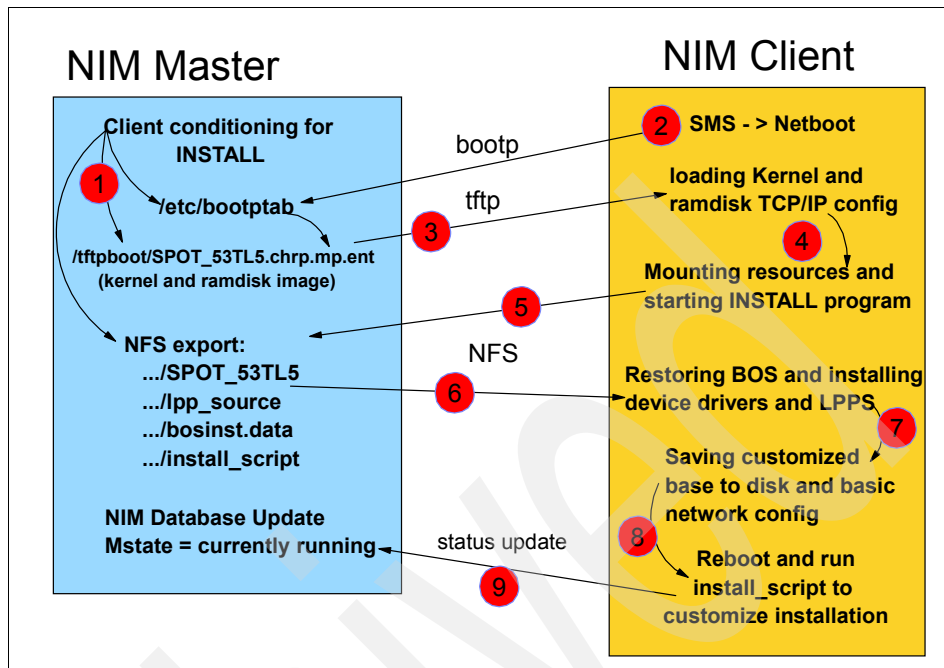 NIM Master
NIM Client
Client conditioning for
INSTALL
1
/etc/bootptab
/tftpboot/SPOT_53TL5.chrp.mp.ent
(kernel and ramdisk image)
NFS export:
.../SPOT_53TL5
.../lpp_source
.../bosinst.data
.../install_script
NIM Database Update
Mstate = currently running
bootp
tftp
3
5
NFS
6
status update
9
2
SMS - > Netboot
loading Kernel and
ramdisk TCP/IP config
4
Mounting resources and
starting INSTALL program
Restoring BOS and installing
device drivers and LPPS
7
Saving customized
base to disk and basic
network config
8
Reboot and run
install_script to
customize installation